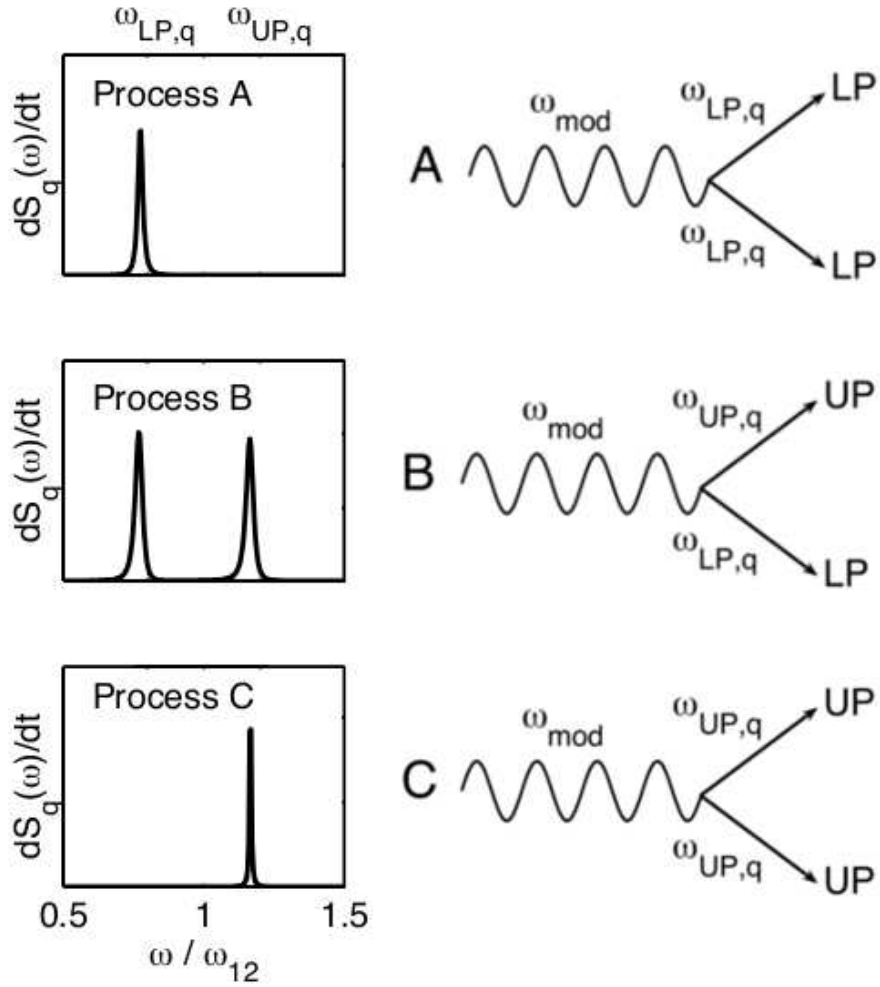 ω_LP,q ω_UP,q
Process A
dS_q(ω)/dt
A
ω_mod
ω_LP,q
LP
ω_LP,q
LP
Process B
dS_q(ω)/dt
B
ω_mod
ω_UP,q
UP
ω_LP,q
LP
Process C
dS_q(ω)/dt
C
ω_mod
ω_UP,q
UP
ω_UP,q
UP
0.5 1 1.5
ω / ω_12